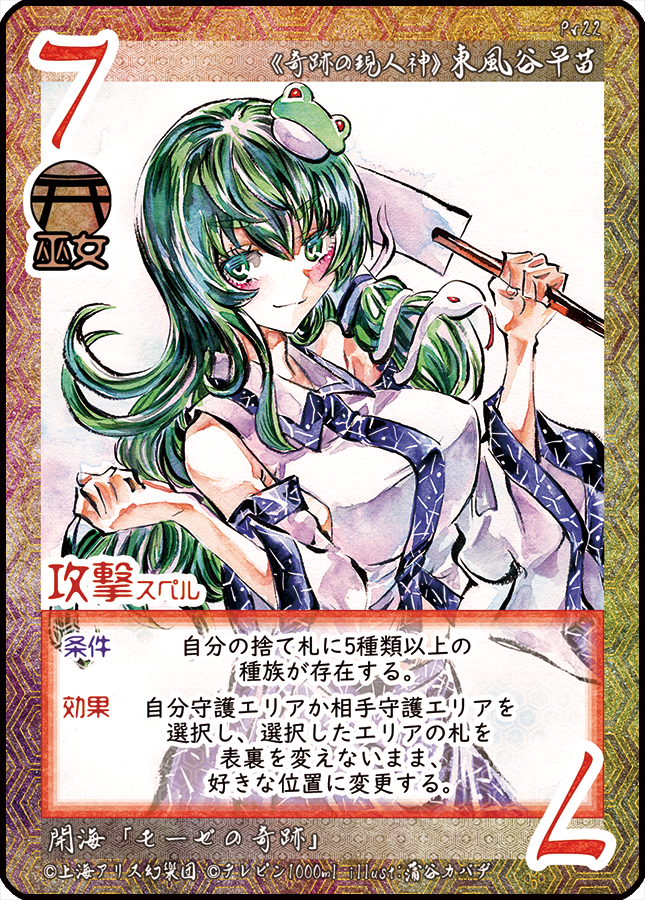 Pr22
7
《奇跡の現人神》東風谷早苗
巫女
攻撃スペル
条件
自分の捨て札に5種類以上の
種族が存在する。
効果
自分守護エリアか相手守護エリアを
選択し、選択したエリアの札を
表裏を変えないまま、
好きな位置に変更する。
7
開海「モーゼの奇跡」
©上海アリス幻樂団 ©テレピン1000ml illust:蒲谷カバヂ